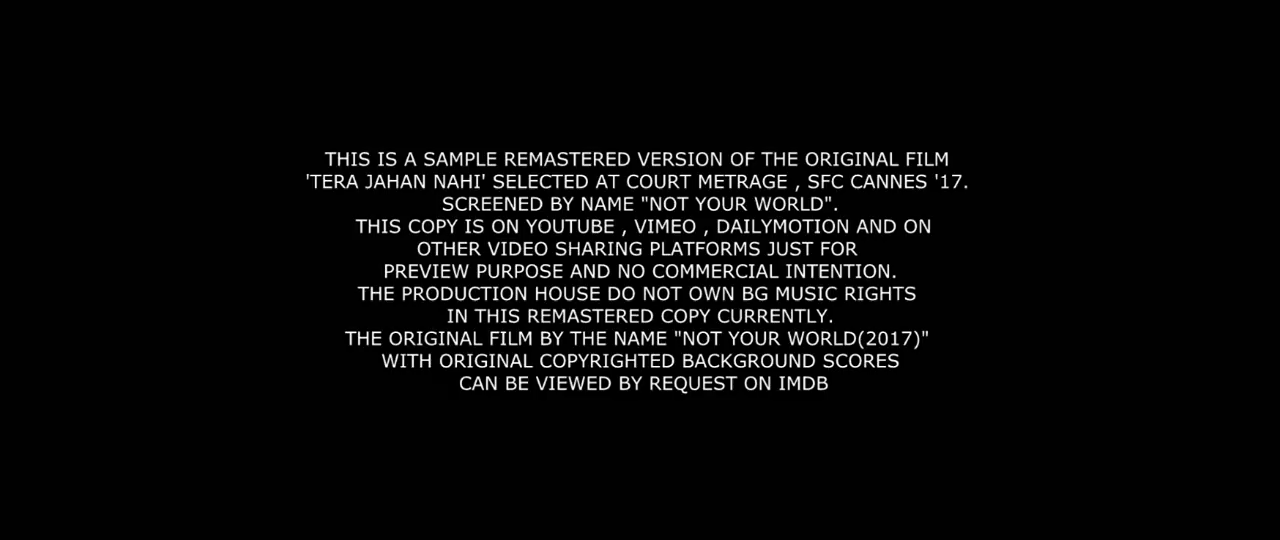 THIS IS A SAMPLE REMASTERED VERSION OF THE ORIGINAL FILM
'TERA JAHAN NAHI' SELECTED AT COURT METRAGE , SFC CANNES '17.
SCREENED BY NAME "NOT YOUR WORLD".
THIS COPY IS ON YOUTUBE , VIMEO , DAILYMOTION AND ON
OTHER VIDEO SHARING PLATFORMS JUST FOR
PREVIEW PURPOSE AND NO COMMERCIAL INTENTION.
THE PRODUCTION HOUSE DO NOT OWN BG MUSIC RIGHTS
IN THIS REMASTERED COPY CURRENTLY.
THE ORIGINAL FILM BY THE NAME "NOT YOUR WORLD(2017)"
WITH ORIGINAL COPYRIGHTED BACKGROUND SCORES
CAN BE VIEWED BY REQUEST ON IMDB